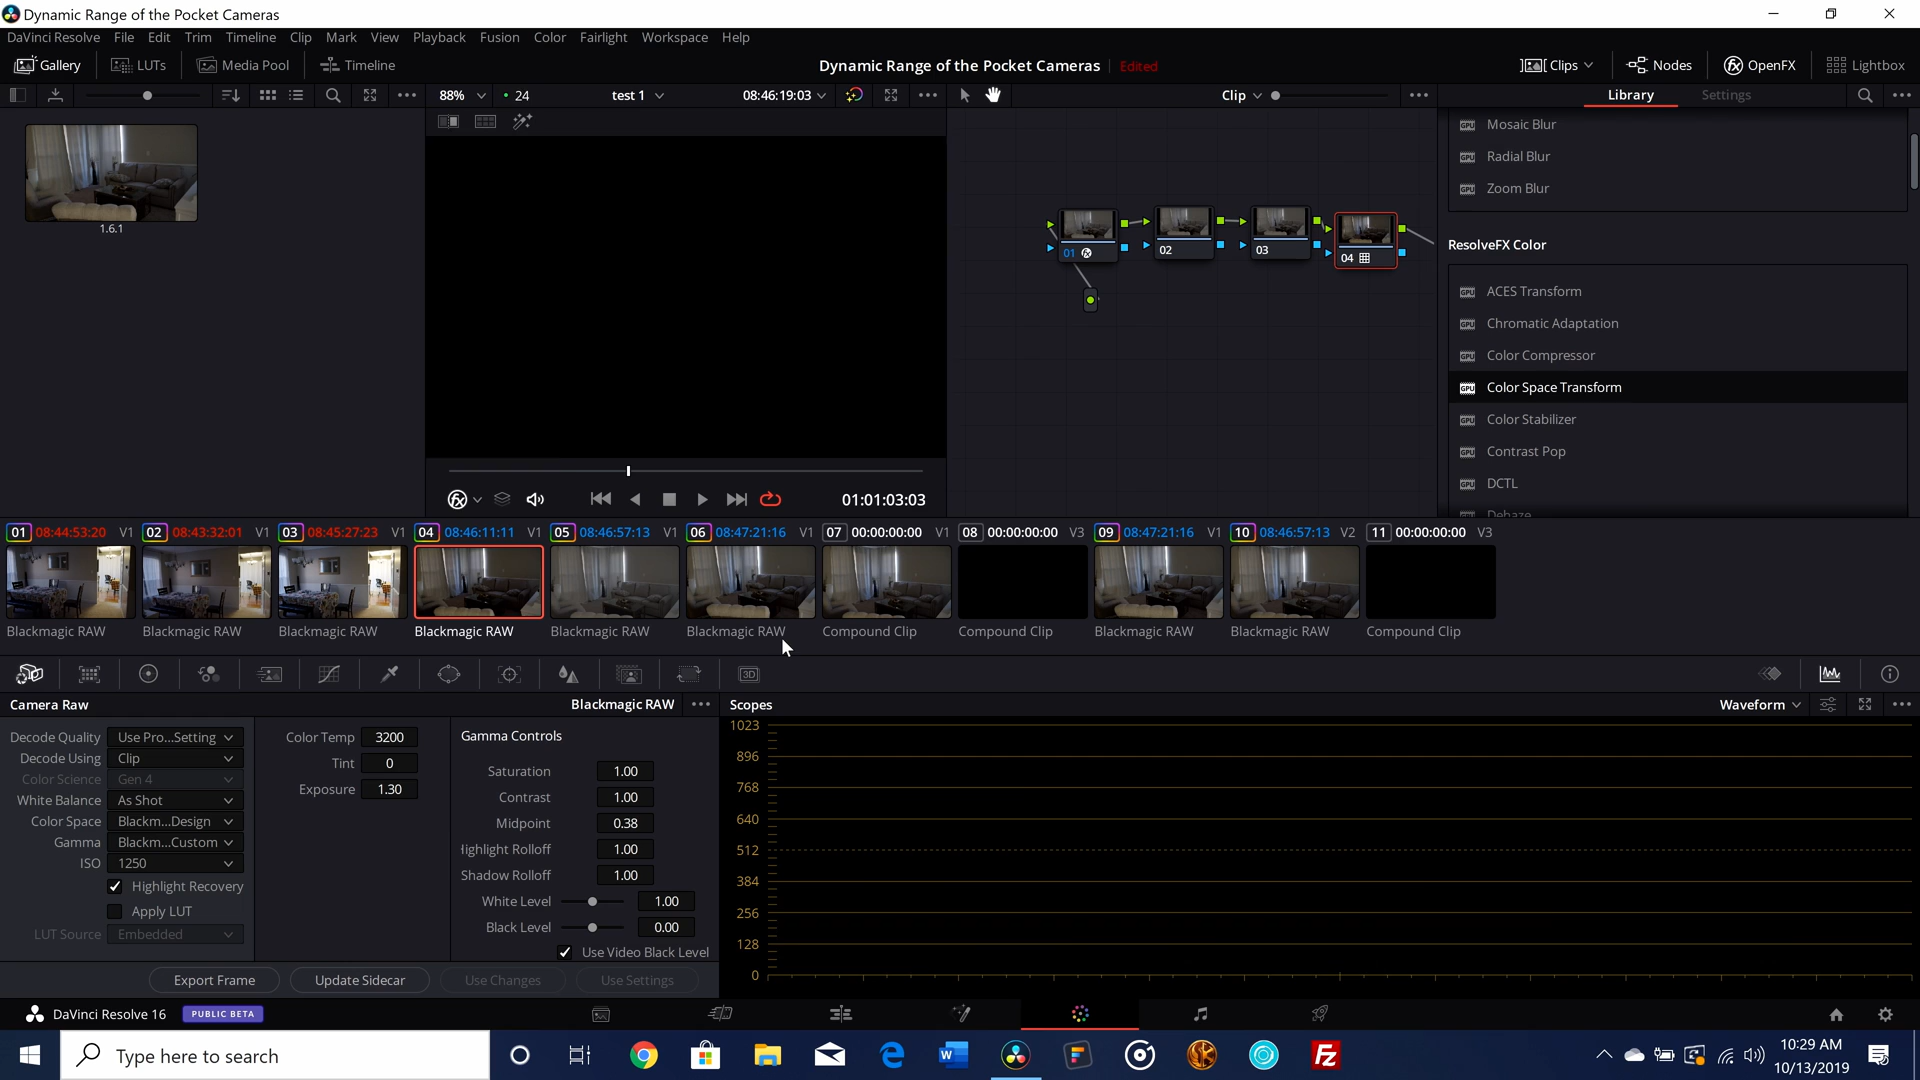 Dynamic Range of the Pocket Cameras
DaVinci Resolve File Edit Trim Timeline Clip Mark View Playback Fusion Color Fairlight Workspace Help
Gallery LUTs Media Pool Timeline Dynamic Range of the Pocket Cameras Edited Clips Nodes OpenFX Lightbox
88% 24 test 1 08:46:19:03 Clip Library Settings
1.6.1
01 02 03 04
Mosaic Blur
Radial Blur
Zoom Blur
ResolveFX Color
ACES Transform
Chromatic Adaptation
Color Compressor
Color Space Transform
Color Stabilizer
Contrast Pop
DCTL
Dehaze
01:01:03:03
01 08:44:53:20 V1 02 08:43:32:01 V1 03 08:45:27:23 V1 04 08:46:11:11 V1 05 08:46:57:13 V1 06 08:47:21:16 V1 07 00:00:00:00 V1 08 00:00:00:00 V3 09 08:47:21:16 V1 10 08:46:57:13 V2 11 00:00:00:00 V3
Blackmagic RAW Blackmagic RAW Blackmagic RAW Blackmagic RAW Blackmagic RAW Blackmagic RAW Compound Clip Compound Clip Blackmagic RAW Blackmagic RAW Compound Clip
3D
Camera Raw Blackmagic RAW Scopes Waveform
Decode Quality Use Pro...Setting
Decode Using Clip
Color Science Gen 4
White Balance As Shot
Color Space Blackm...Design
Gamma Blackm...Custom
ISO 1250
Highlight Recovery
Apply LUT
LUT Source Embedded
Color Temp 3200
Tint 0
Exposure 1.30
Gamma Controls
Saturation 1.00
Contrast 1.00
Midpoint 0.38
Highlight Rolloff 1.00
Shadow Rolloff 1.00
White Level 1.00
Black Level 0.00
Use Video Black Level
Export Frame Update Sidecar Use Changes Use Settings
1023
896
768
640
512
384
256
128
0
DaVinci Resolve 16 PUBLIC BETA
Type here to search
10:29 AM
10/13/2019